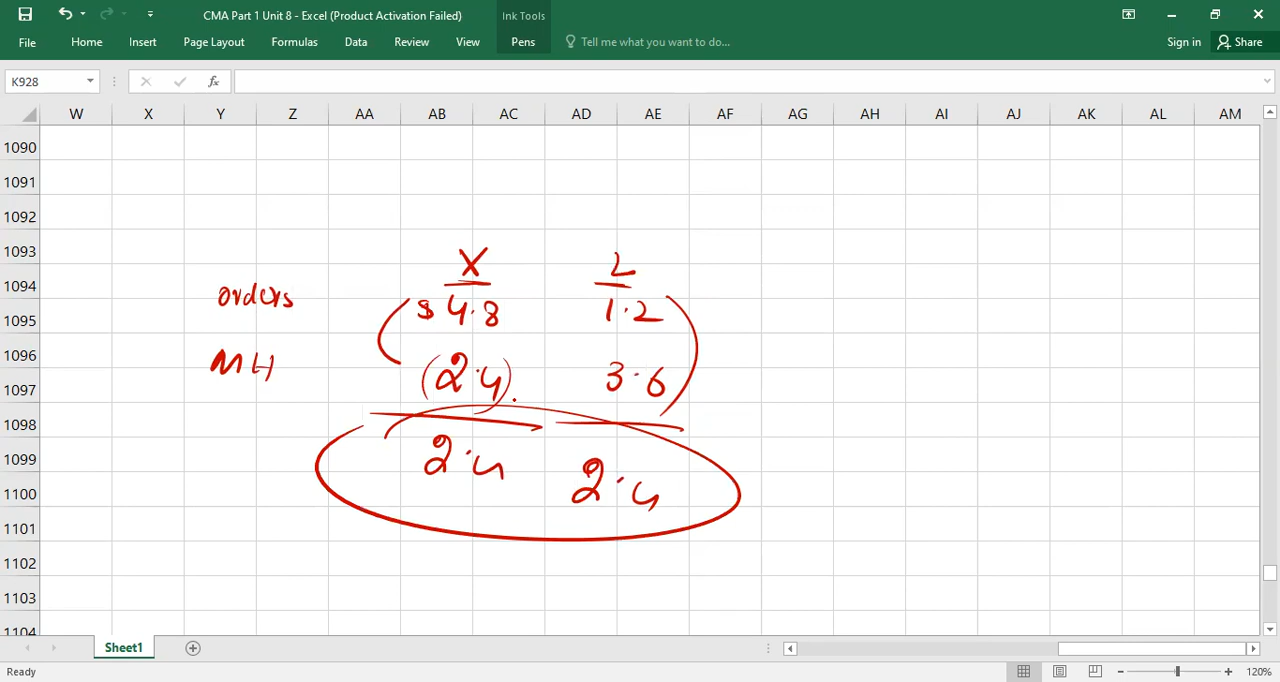 CMA Part 1 Unit 8 - Excel (Product Activation Failed)
Ink Tools
File Home Insert Page Layout Formulas Data Review View Pens Tell me what you want to do... Sign in Share
K928
fx
W X Y Z AA AB AC AD AE AF AG AH AI AJ AK AL AM
1090
1091
1092
1093
1094
1095
1096
1097
1098
1099
1100
1101
1102
1103
1104
X L
orders $4.8 1.2
MH (2.4) 3.6
2.4 2.4
Sheet1
Ready
120%